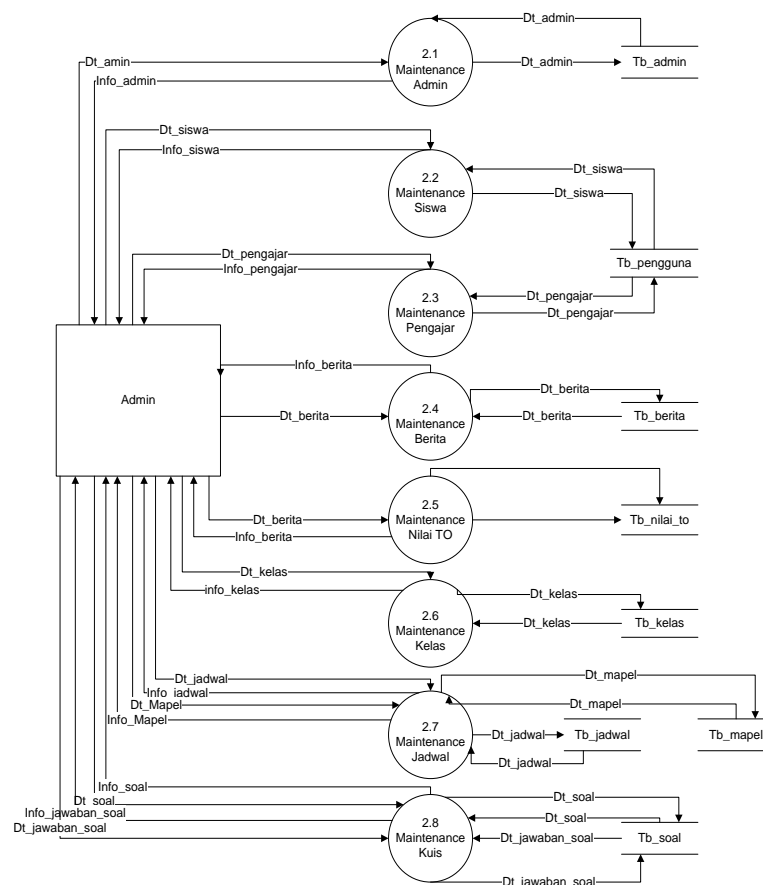 Dt_admin
2.1
Maintenance
Admin
Dt_amin
Dt_admin
Tb_admin
Info_admin
Dt_siswa
Info_siswa
2.2
Maintenance
Siswa
Dt_siswa
Dt_siswa
Dt_pengajar
Info_pengajar
Tb_pengguna
2.3
Maintenance
Pengajar
Dt_pengajar
Dt_pengajar
Admin
Info_berita
Dt_berita
2.4
Maintenance
Berita
Dt_berita
Dt_berita
Tb_berita
Dt_berita
Info_berita
2.5
Maintenance
Nilai TO
Tb_nilai_to
Dt_kelas
info_kelas
2.6
Maintenance
Kelas
Dt_kelas
Dt_kelas
Tb_kelas
Dt_jadwal
Info_jadwal
Dt_Mapel
Info_Mapel
2.7
Maintenance
Jadwal
Dt_mapel
Dt_mapel
Dt_jadwal
Dt_jadwal
Tb_jadwal
Tb_mapel
Info_soal
Dt_soal
Info_jawaban_soal
Dt_jawaban_soal
2.8
Maintenance
Kuis
Dt_soal
Dt_soal
Dt_jawaban_soal
Tb_soal
Dt_jawaban_soal